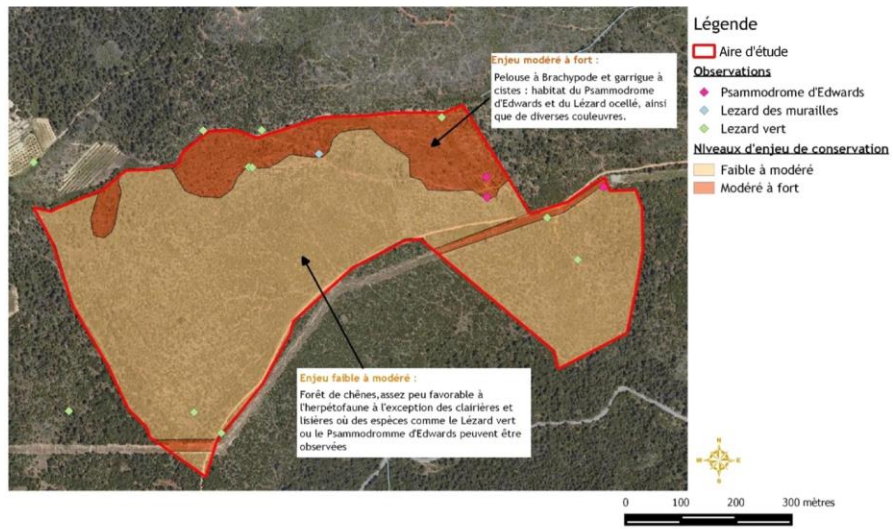 Légende
Aire d'étude
Observations
Psammodrome d'Edwards
Lezard des murailles
Lezard vert
Niveaux d'enjeu de conservation
Faible à modéré
Modéré à fort
Enjeu modéré à fort :
Pelouse à Brachypode et garrigue à
cistes : habitat du Psammodrome
d'Edwards et du Lézard ocellé, ainsi
que de diverses couleuvres.
Enjeu faible à modéré :
Forêt de chênes,assez peu favorable à
l'herpétofaune à l'exception des clairières et
lisières où des espèces comme le Lézard vert
ou le Psammodromme d'Edwards peuvent être
observées
N
W E
S
0 100 200 300 mètres